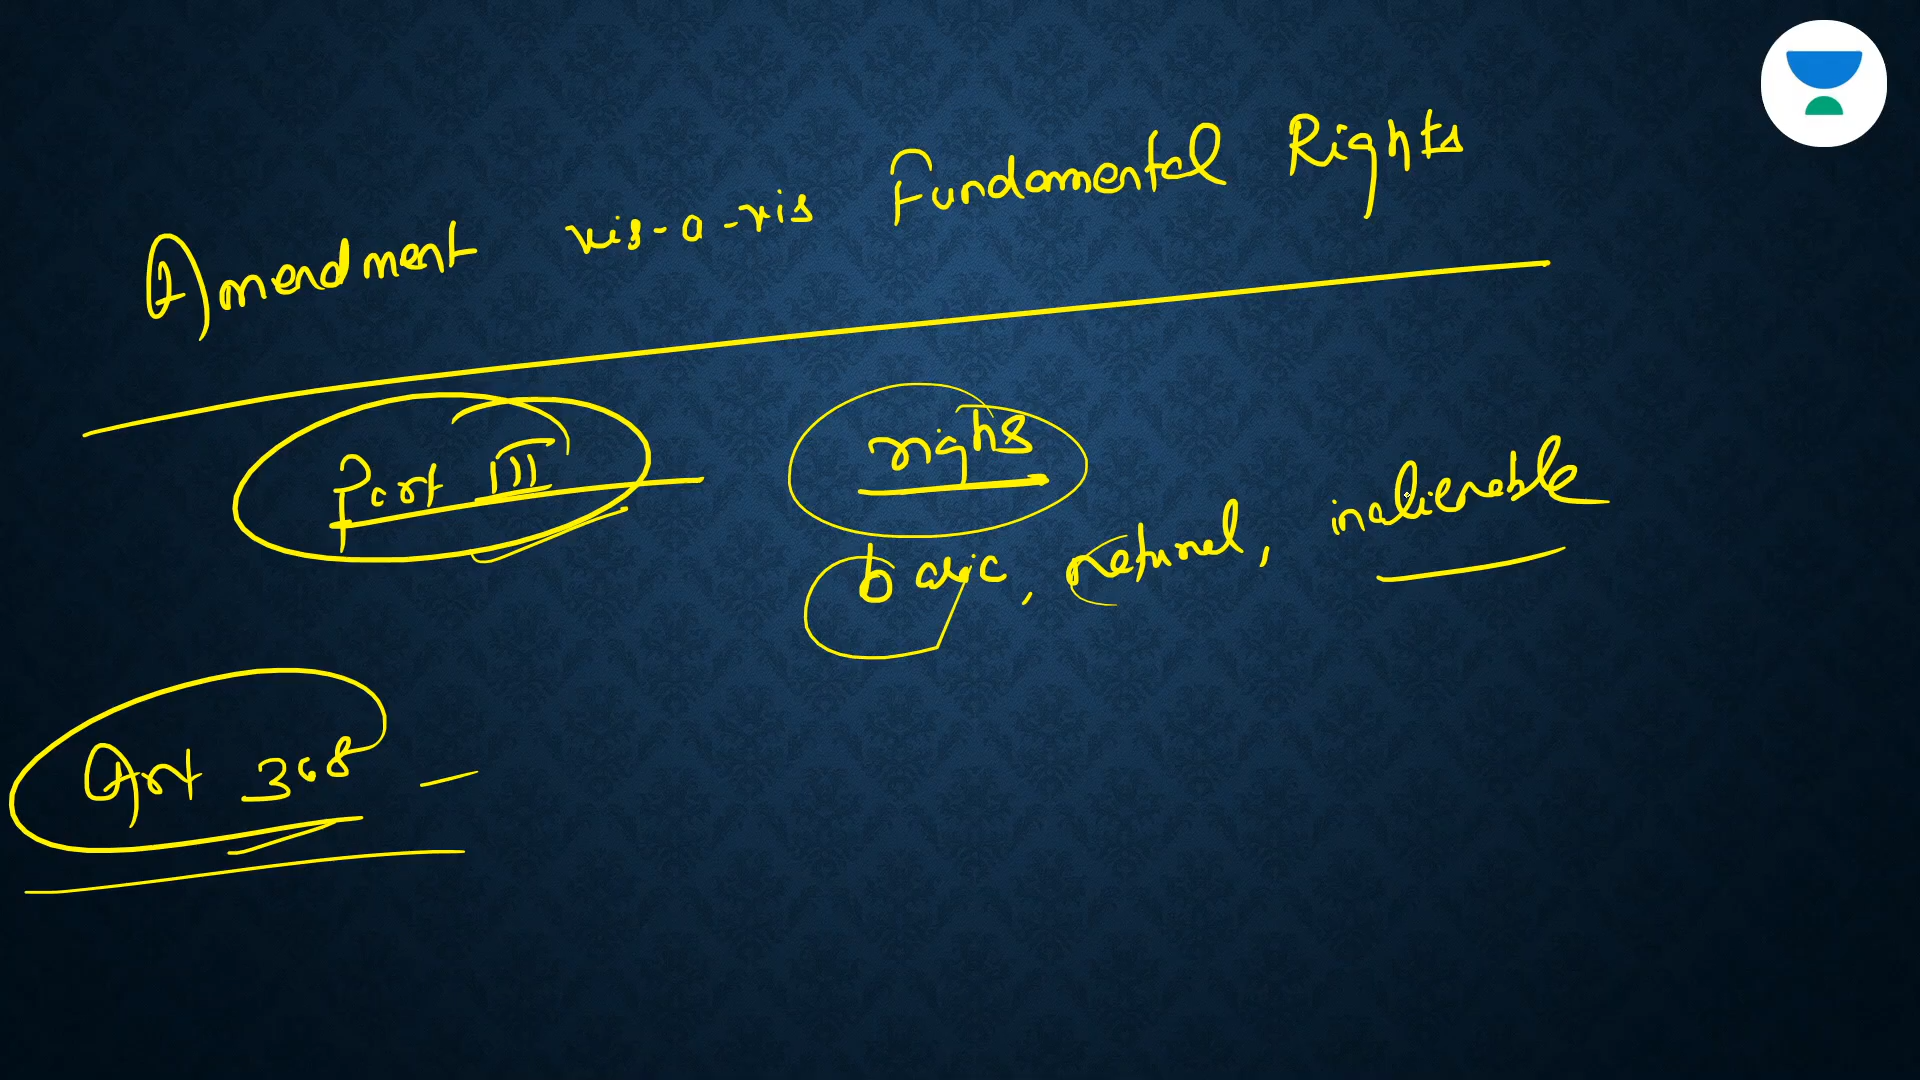 Amendment vis-a-vis Fundamental Rights
Part III rights
basic, natural, inalienable
Art 368 —